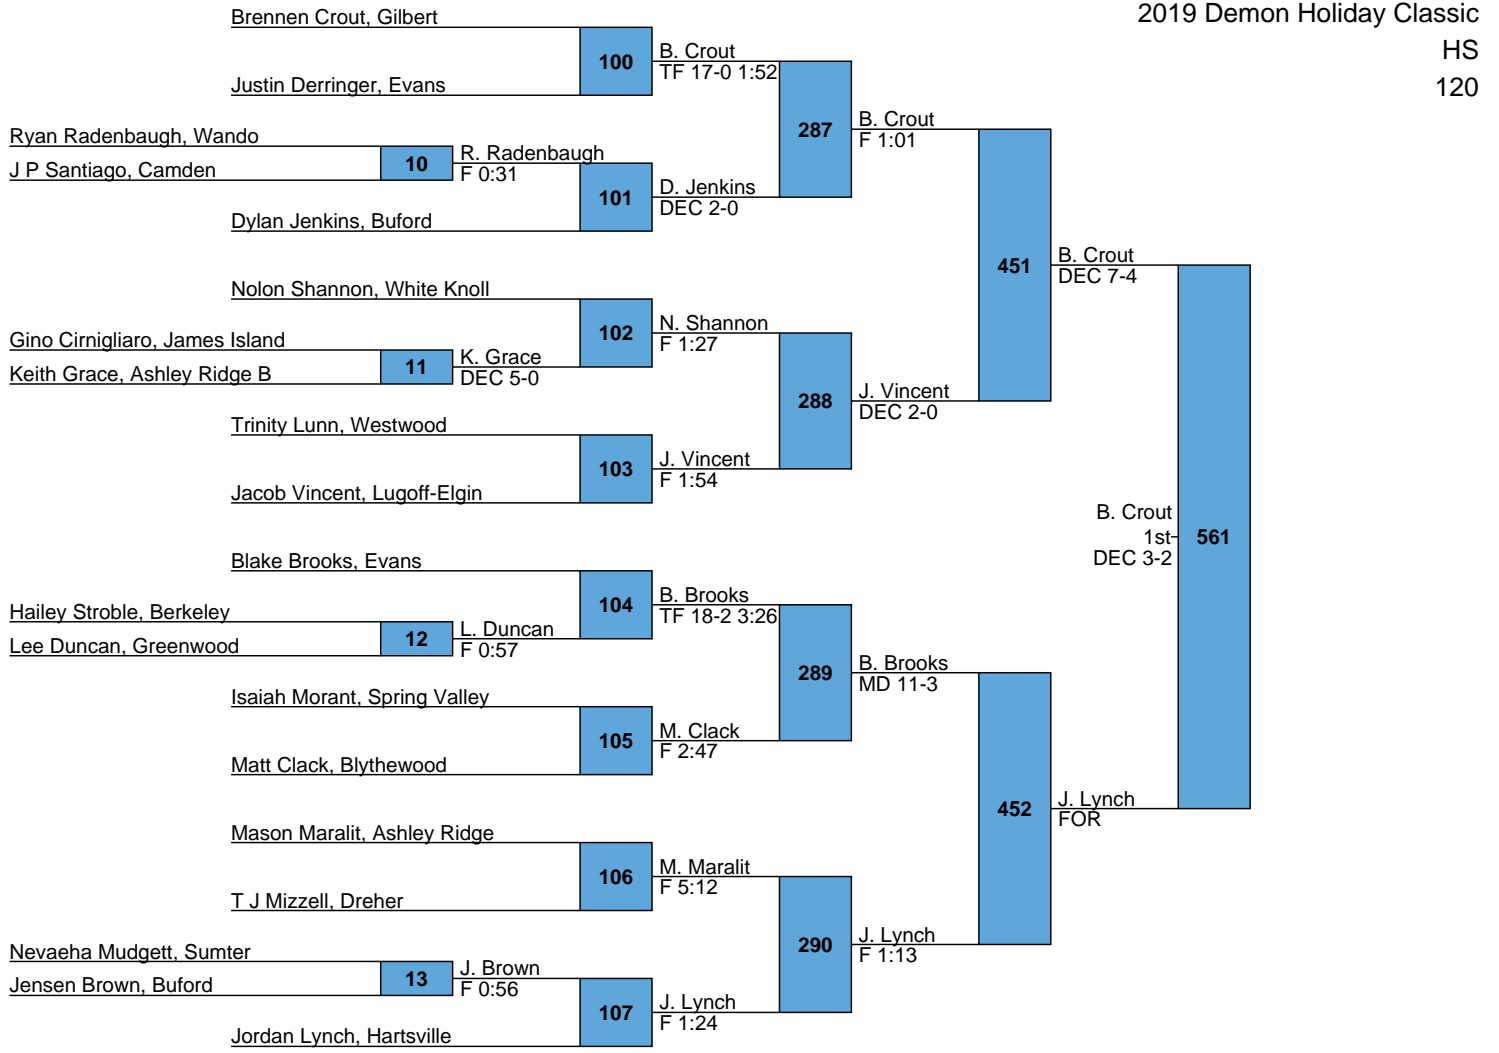 2019 Demon Holiday Classic
HS
120
Brennen Crout, Gilbert
100
B. Crout
TF 17-0 1:52
Justin Derringer, Evans
287
B. Crout
F 1:01
Ryan Radenbaugh, Wando
10
R. Radenbaugh
F 0:31
J P Santiago, Camden
101
D. Jenkins
DEC 2-0
Dylan Jenkins, Buford
451
B. Crout
DEC 7-4
Nolon Shannon, White Knoll
102
N. Shannon
F 1:27
Gino Cirnigliaro, James Island
11
K. Grace
DEC 5-0
Keith Grace, Ashley Ridge B
288
J. Vincent
DEC 2-0
Trinity Lunn, Westwood
103
J. Vincent
F 1:54
Jacob Vincent, Lugoff-Elgin
B. Crout
1st
DEC 3-2
561
Blake Brooks, Evans
104
B. Brooks
TF 18-2 3:26
Hailey Stroble, Berkeley
12
L. Duncan
F 0:57
Lee Duncan, Greenwood
289
B. Brooks
MD 11-3
Isaiah Morant, Spring Valley
105
M. Clack
F 2:47
Matt Clack, Blythewood
452
J. Lynch
FOR
Mason Maralit, Ashley Ridge
106
M. Maralit
F 5:12
T J Mizzell, Dreher
290
J. Lynch
F 1:13
Nevaeha Mudgett, Sumter
13
J. Brown
F 0:56
Jensen Brown, Buford
107
J. Lynch
F 1:24
Jordan Lynch, Hartsville